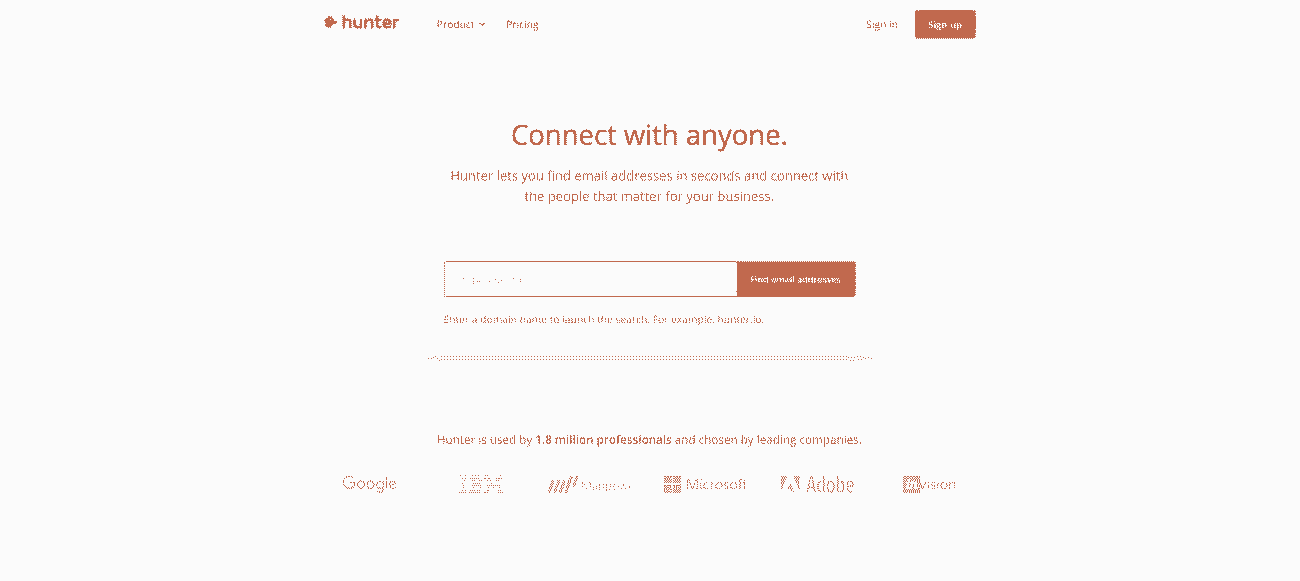 hunter
Product
Pricing
Sign in
Sign up
Connect with anyone.
Hunter lets you find email addresses in seconds and connect with
the people that matter for your business.
Find email addresses
Enter a domain name to launch the search. For example, hunter.io.
Hunter is used by 1.8 million professionals and chosen by leading companies.
Google
IBM
Microsoft
Adobe
InVision